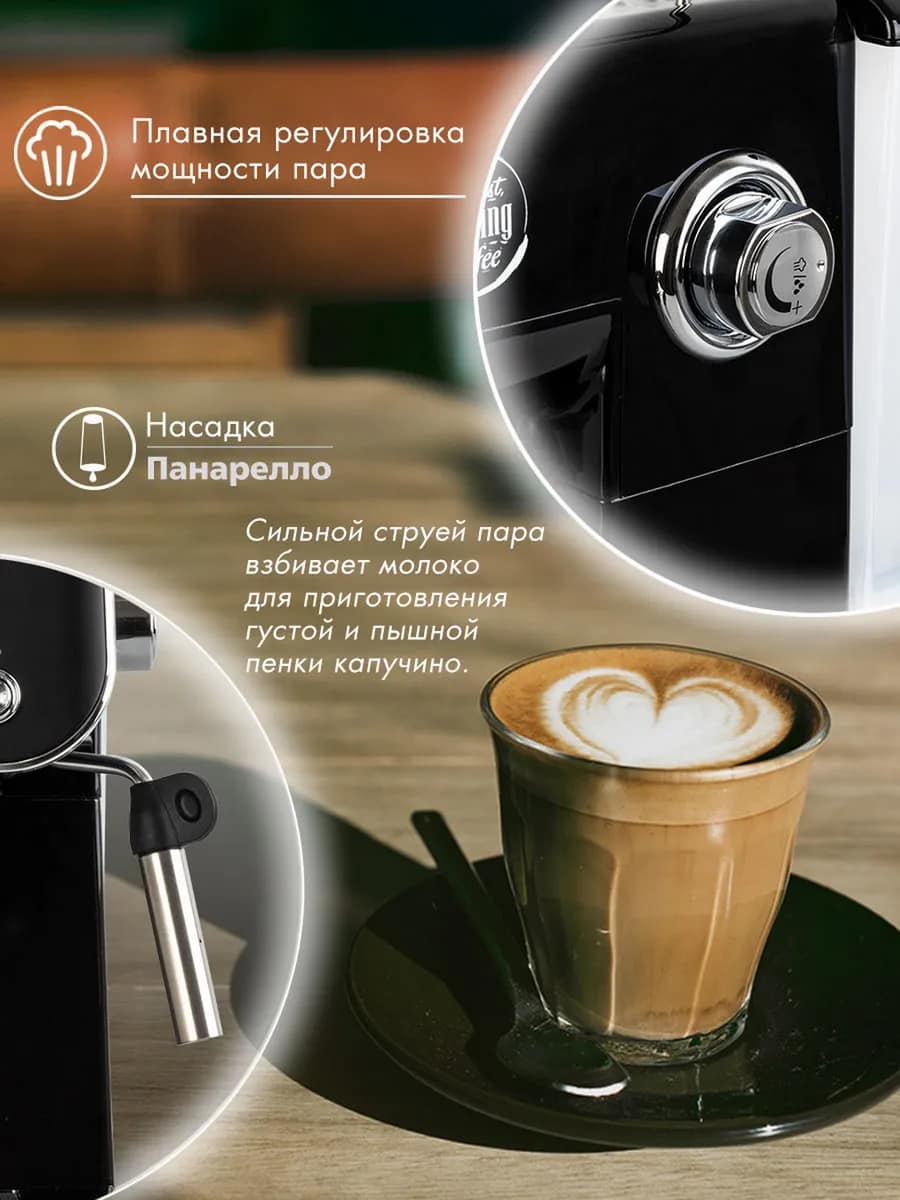 Плавная регулировка
мощности пара
Насадка
Панарелло
Сильной струей пара
взбивает молоко
для приготовления
густой и пышной
пенки капучино.